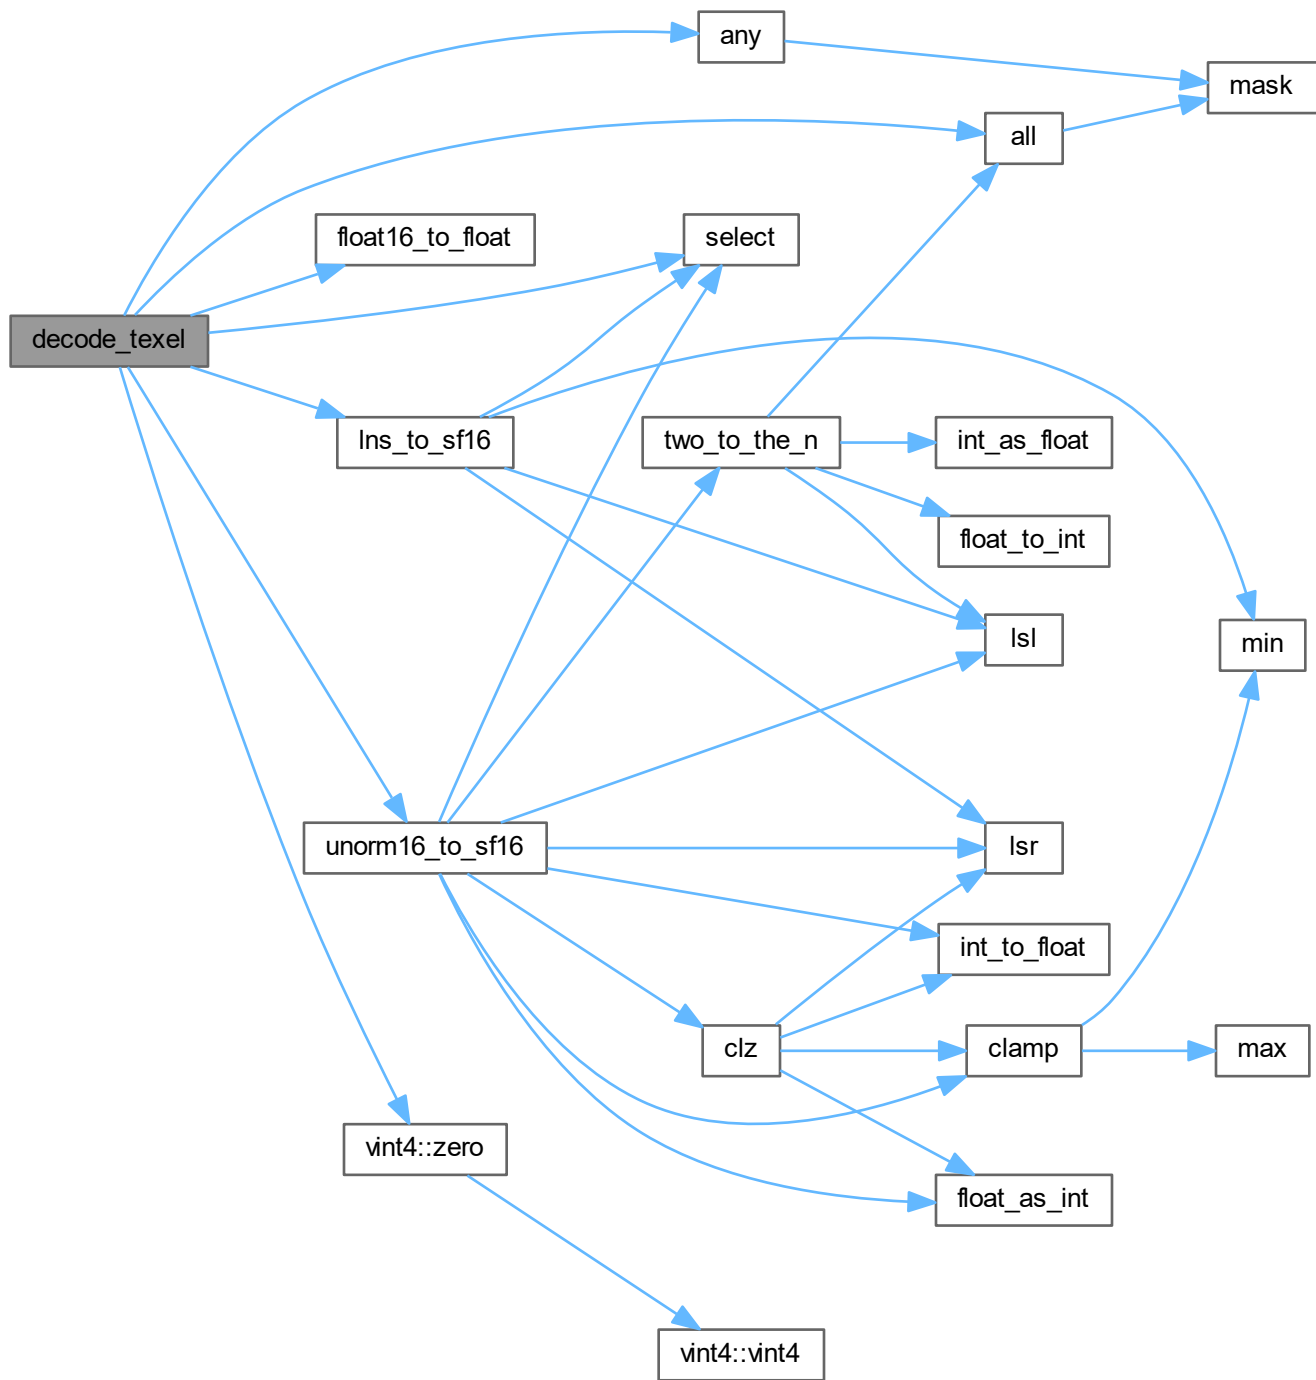 any
mask
all
float16_to_float
select
decode_texel
lns_to_sf16
two_to_the_n
int_as_float
float_to_int
lsl
min
unorm16_to_sf16
lsr
int_to_float
clz
clamp
max
vint4::zero
float_as_int
vint4::vint4